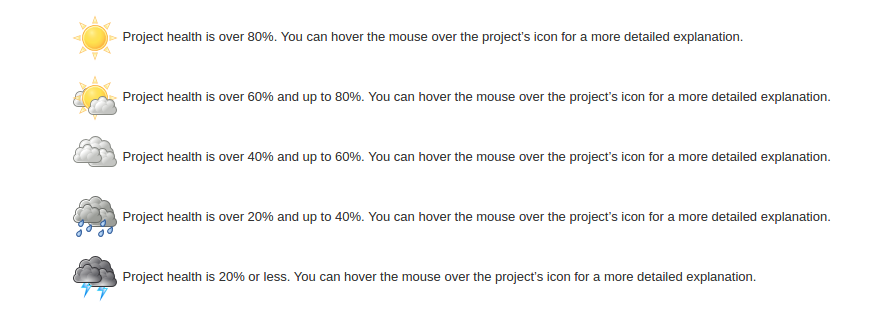 Project health is over 80%. You can hover the mouse over the project’s icon for a more detailed explanation.
Project health is over 60% and up to 80%. You can hover the mouse over the project’s icon for a more detailed explanation.
Project health is over 40% and up to 60%. You can hover the mouse over the project’s icon for a more detailed explanation.
Project health is over 20% and up to 40%. You can hover the mouse over the project’s icon for a more detailed explanation.
Project health is 20% or less. You can hover the mouse over the project’s icon for a more detailed explanation.